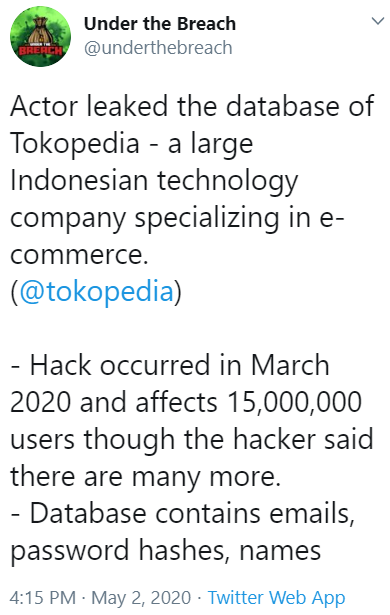 Under the Breach
@underthebreach
UNDER THE
BREACH
Actor leaked the database of
Tokopedia - a large
Indonesian technology
company specializing in e-
commerce.
(@tokopedia)
- Hack occurred in March
2020 and affects 15,000,000
users though the hacker said
there are many more.
- Database contains emails,
password hashes, names
4:15 PM · May 2, 2020 · Twitter Web App